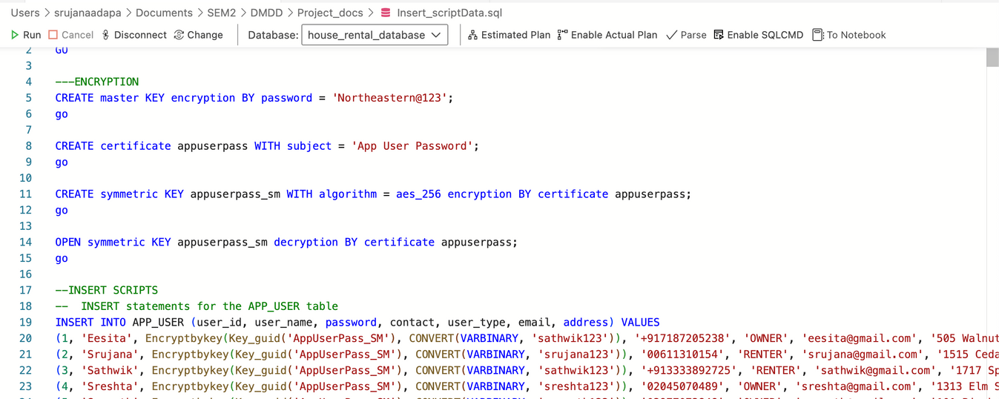 Users > srujanaadapa > Documents > SEM2 > DMDD > Project_docs > Insert_scriptData.sql
Run Cancel Disconnect Change Database: house_rental_database Estimated Plan Enable Actual Plan Parse Enable SQLCMD To Notebook
2 GO
3
4 ---ENCRYPTION
5 CREATE master KEY encryption BY password = 'Northeastern@123';
6 go
7
8 CREATE certificate appuserpass WITH subject = 'App User Password';
9 go
10
11 CREATE symmetric KEY appuserpass_sm WITH algorithm = aes_256 encryption BY certificate appuserpass;
12 go
13
14 OPEN symmetric KEY appuserpass_sm decryption BY certificate appuserpass;
15 go
16
17 --INSERT SCRIPTS
18 --  INSERT statements for the APP_USER table
19 INSERT INTO APP_USER (user_id, user_name, password, contact, user_type, email, address) VALUES
20 (1, 'Eesita', Encryptbykey(Key_guid('AppUserPass_SM'), CONVERT(VARBINARY, 'sathwik123')), '+917187205238', 'OWNER', 'eesita@gmail.com', '505 Walnut
21 (2, 'Srujana', Encryptbykey(Key_guid('AppUserPass_SM'), CONVERT(VARBINARY, 'srujana123')), '00611310154', 'RENTER', 'srujana@gmail.com', '1515 Ceda
22 (3, 'Sathwik', Encryptbykey(Key_guid('AppUserPass_SM'), CONVERT(VARBINARY, 'sathwik123')), '+913333892725', 'RENTER', 'sathwik@gmail.com', '1717 Sp
23 (4, 'Sreshta', Encryptbykey(Key_guid('AppUserPass_SM'), CONVERT(VARBINARY, 'sreshta123')), '02045070489', 'OWNER', 'sreshta@gmail.com', '1313 Elm S